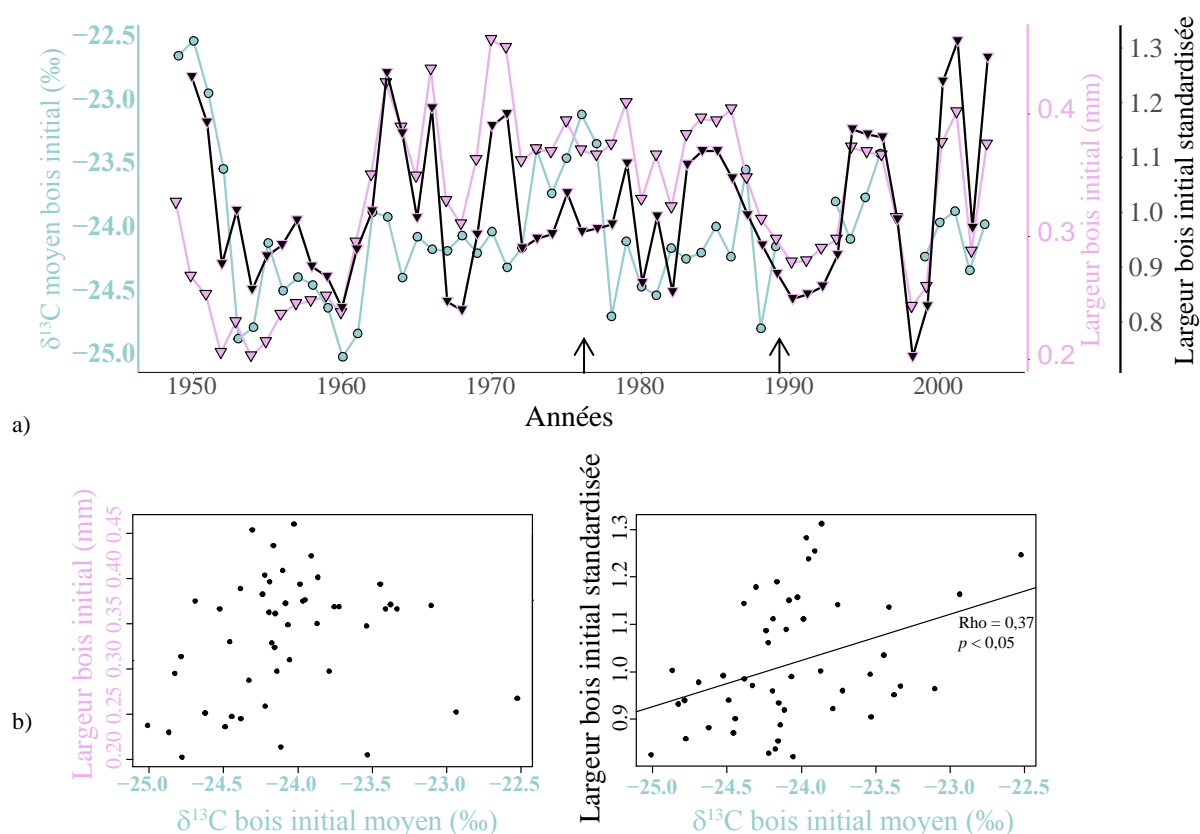 δ13C moyen bois initial (‰)
−22.5
−23.0
−23.5
−24.0
−24.5
−25.0
Largeur bois initial (mm)
0.4
0.3
0.2
Largeur bois initial standardisée
1.3
1.2
1.1
1.0
0.9
0.8
1950 1960 1970 1980 1990 2000
Années
a)
Largeur bois initial (mm)
0.20 0.25 0.30 0.35 0.40 0.45
−25.0 −24.5 −24.0 −23.5 −23.0 −22.5
δ13C bois initial moyen (‰)
b)
Largeur bois initial standardisée
0.9 1.0 1.1 1.2 1.3
Rho = 0,37
p < 0,05
−25.0 −24.5 −24.0 −23.5 −23.0 −22.5
δ13C bois initial moyen (‰)